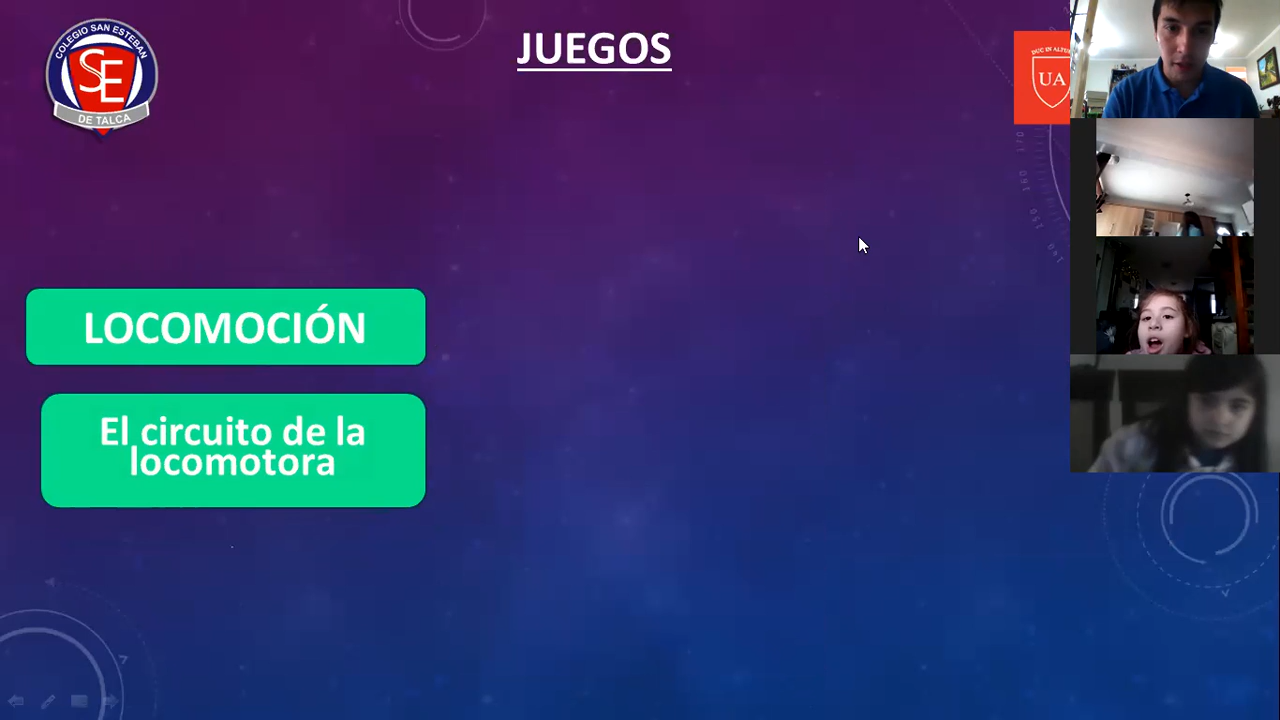 JUEGOS
COLEGIO SAN ESTEBAN
SE
DE TALCA
UA
LOCOMOCIÓN
El circuito de la
locomotora